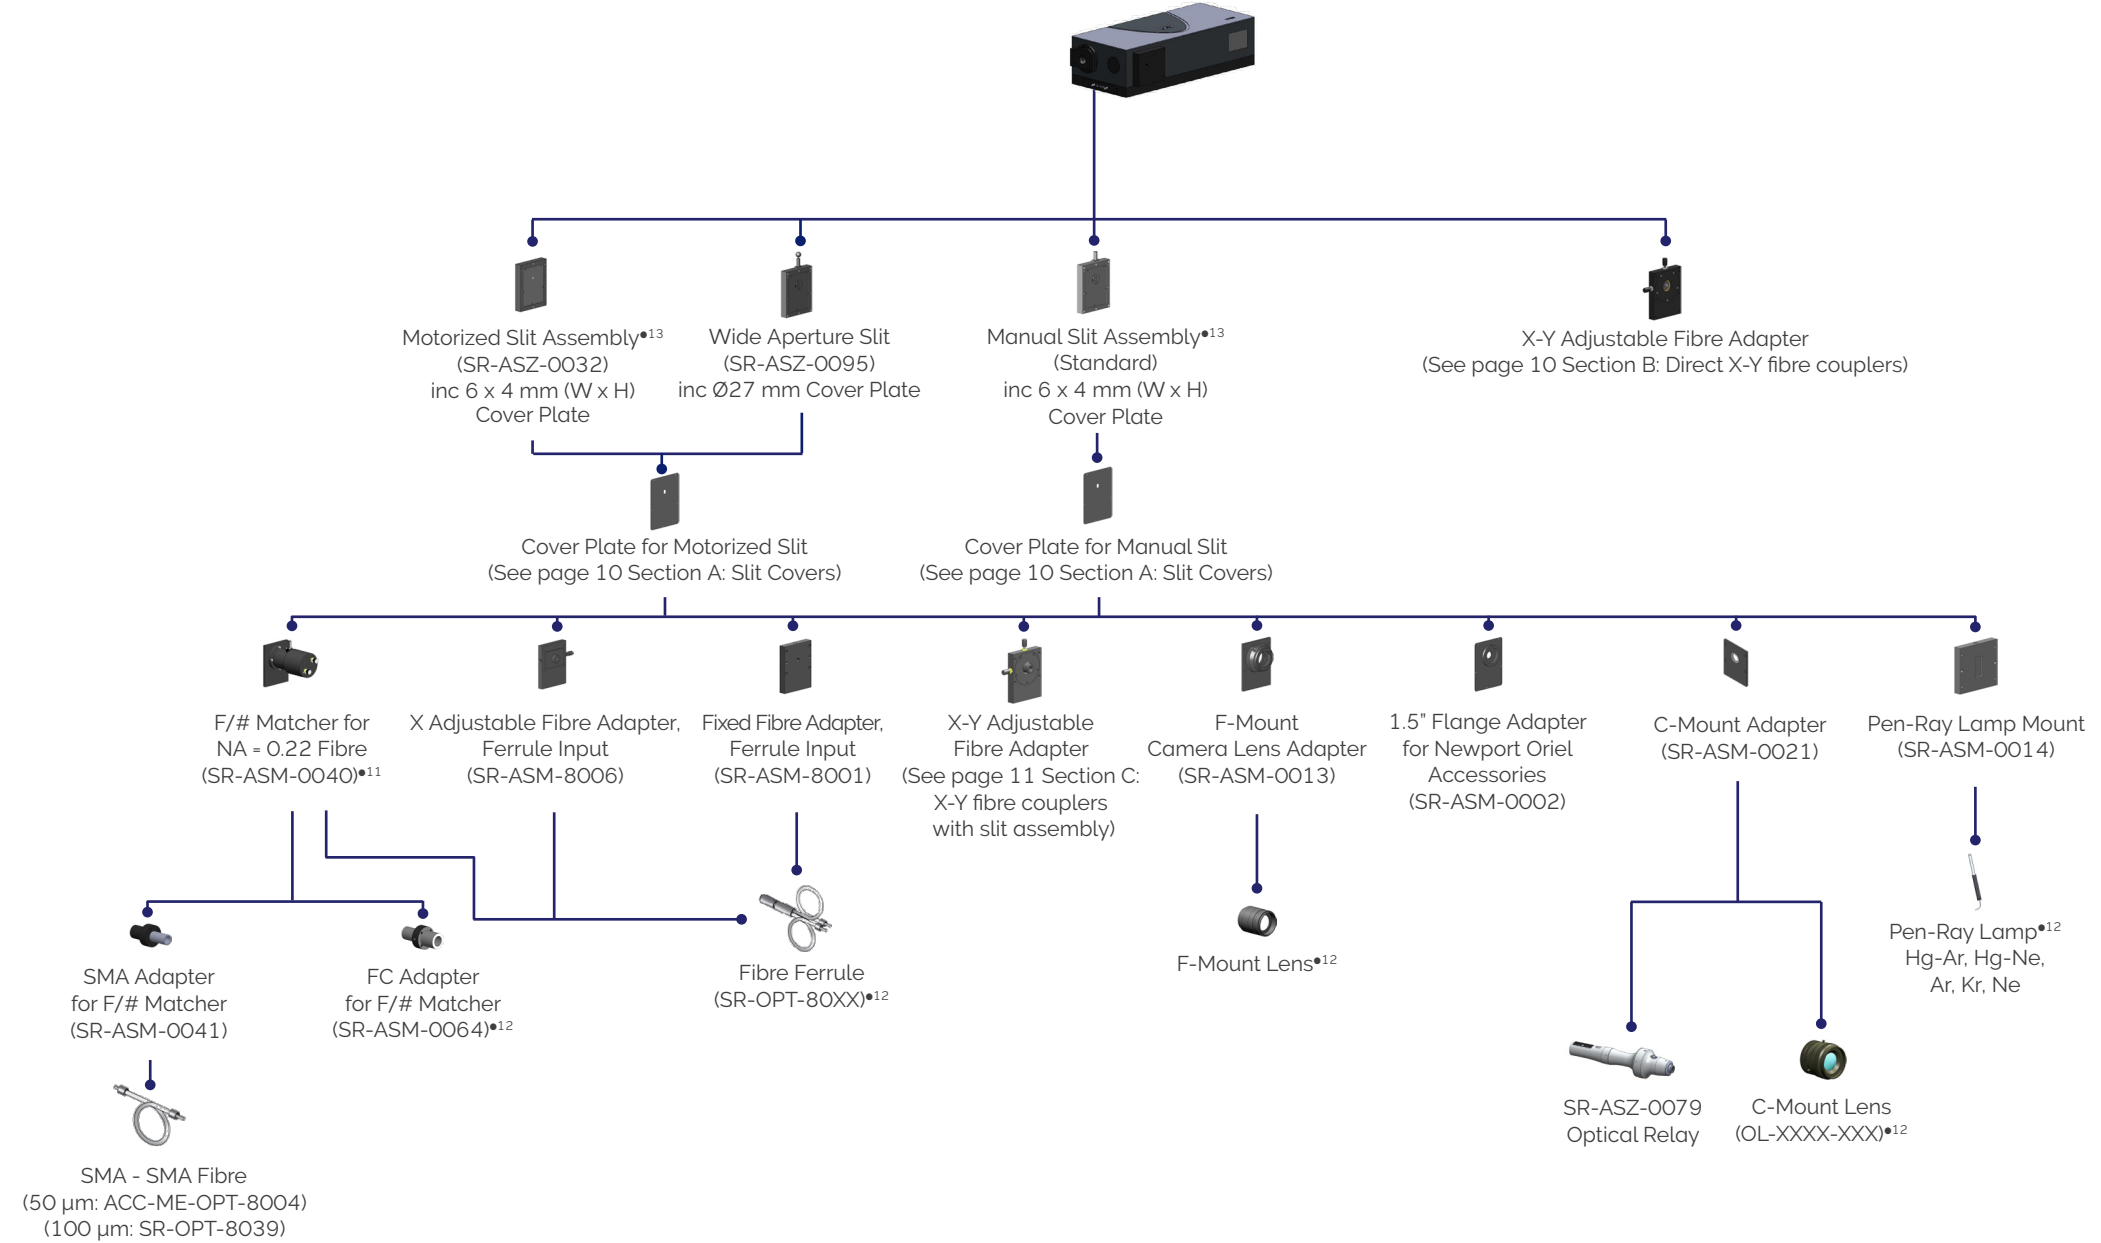 Motorized Slit Assembly●13
(SR-ASZ-0032)
inc 6 x 4 mm (W x H)
Cover Plate
Wide Aperture Slit
(SR-ASZ-0095)
inc Ø27 mm Cover Plate
Manual Slit Assembly●13
(Standard)
inc 6 x 4 mm (W x H)
Cover Plate
X-Y Adjustable Fibre Adapter
(See page 10 Section B: Direct X-Y fibre couplers)
Cover Plate for Motorized Slit
(See page 10 Section A: Slit Covers)
Cover Plate for Manual Slit
(See page 10 Section A: Slit Covers)
F/# Matcher for
NA = 0.22 Fibre
(SR-ASM-0040)●11
X Adjustable Fibre Adapter,
Ferrule Input
(SR-ASM-8006)
Fixed Fibre Adapter,
Ferrule Input
(SR-ASM-8001)
X-Y Adjustable
Fibre Adapter
(See page 11 Section C:
X-Y fibre couplers
with slit assembly)
F-Mount
Camera Lens Adapter
(SR-ASM-0013)
1.5" Flange Adapter
for Newport Oriel
Accessories
(SR-ASM-0002)
C-Mount Adapter
(SR-ASM-0021)
Pen-Ray Lamp Mount
(SR-ASM-0014)
SMA Adapter
for F/# Matcher
(SR-ASM-0041)
FC Adapter
for F/# Matcher
(SR-ASM-0064)●12
Fibre Ferrule
(SR-OPT-80XX)●12
F-Mount Lens●12
Pen-Ray Lamp●12
Hg-Ar, Hg-Ne,
Ar, Kr, Ne
SR-ASZ-0079
Optical Relay
C-Mount Lens
(OL-XXXX-XXX)●12
SMA - SMA Fibre
(50 µm: ACC-ME-OPT-8004)
(100 µm: SR-OPT-8039)